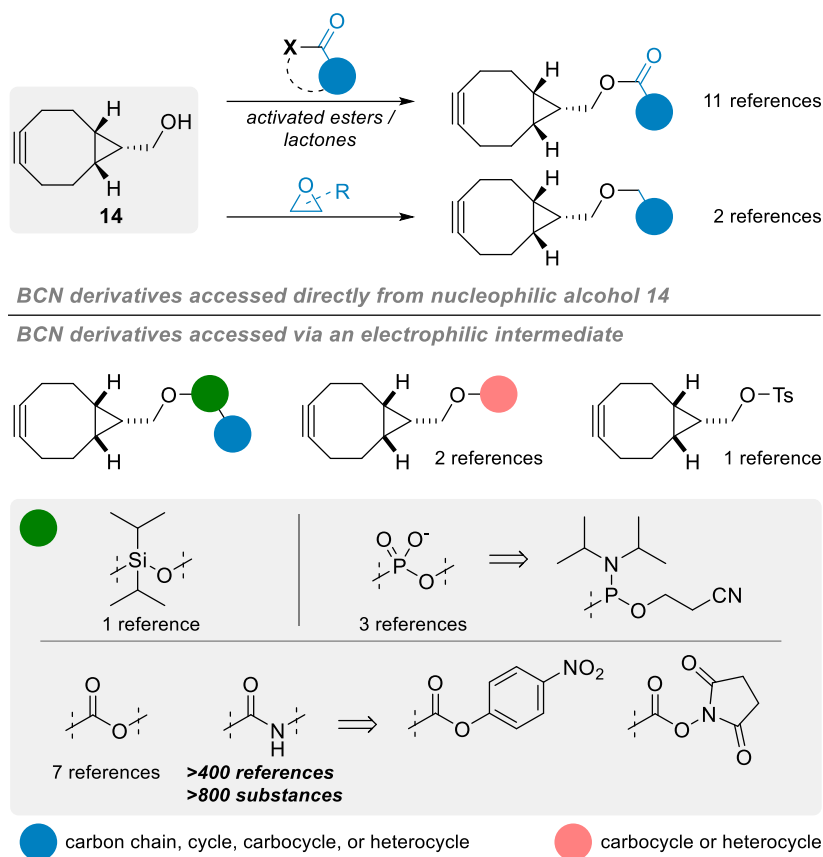 X
O
O
O
11 references
H
H
OH
activated esters /
lactones
14
H
H
O
R
H
O
H
2 references
BCN derivatives accessed directly from nucleophilic alcohol 14
BCN derivatives accessed via an electrophilic intermediate
H
O
H
H
O
H
2 references
H
O–Ts
H
1 reference
Si
O
1 reference
O
O-
P
O
3 references
N
P
O
CN
O
O
7 references
O
N
H
>400 references
>800 substances
O
O
NO2
O
O
N
O
O
carbon chain, cycle, carbocycle, or heterocycle
carbocycle or heterocycle